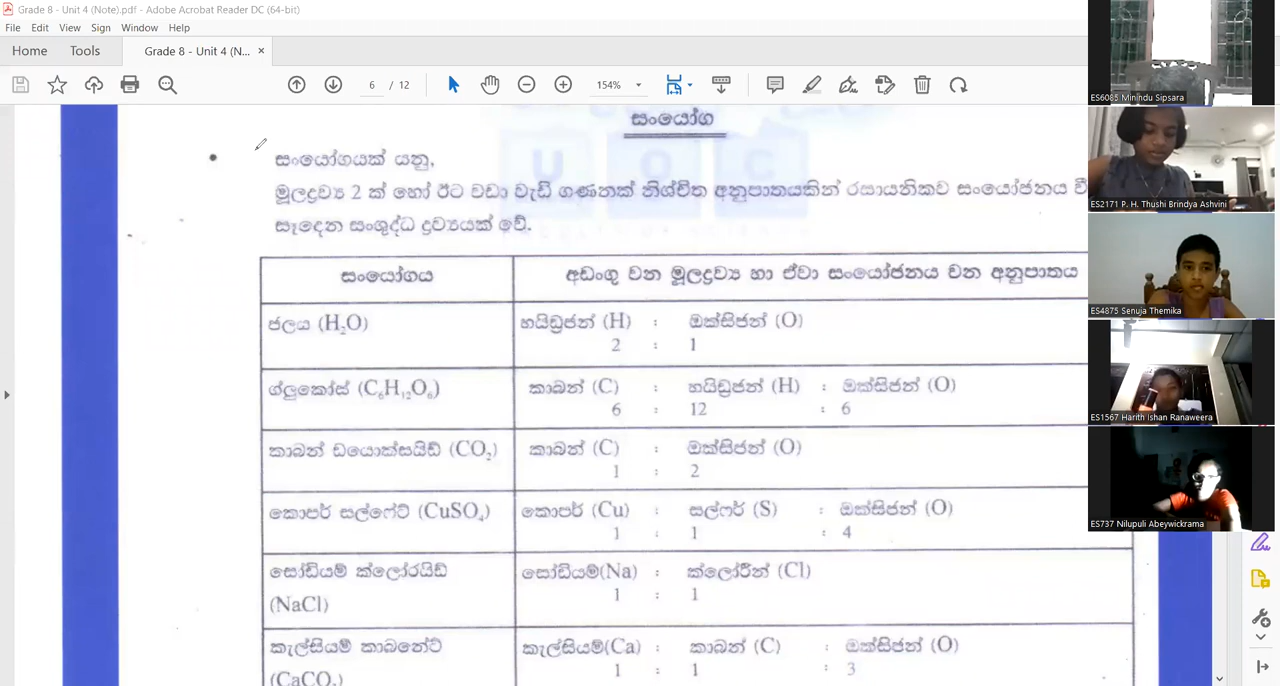 Grade 8 - Unit 4 (Note).pdf - Adobe Acrobat Reader DC (64-bit)
File Edit View Sign Window Help
Home Tools Grade 8 - Unit 4 (N... ×
6 / 12 154%
සංයෝග
• සංයෝගයක් යනු,
මූලද්‍රව්‍ය 2 ක් හෝ ඊට වඩා වැඩි ගණනක් නිශ්චිත අනුපාතයකින් රසායනිකව සංයෝජනය වී
සෑදෙන සංශුද්ධ ද්‍රව්‍යයක් වේ.
U O C
සංයෝගය අඩංගු වන මූලද්‍රව්‍ය හා ඒවා සංයෝජනය වන අනුපාතය
ජලය (H₂O) හයිඩ්‍රජන් (H) : ඔක්සිජන් (O)
2 : 1
ග්ලුකෝස් (C₆H₁₂O₆) කාබන් (C) : හයිඩ්‍රජන් (H) : ඔක්සිජන් (O)
6 : 12 : 6
කාබන් ඩයොක්සයිඩ් (CO₂) කාබන් (C) : ඔක්සිජන් (O)
1 : 2
කොපර් සල්ෆේට් (CuSO₄) කොපර් (Cu) : සල්ෆර් (S) : ඔක්සිජන් (O)
1 : 1 : 4
සෝඩියම් ක්ලෝරයිඩ් සෝඩියම්(Na) : ක්ලෝරීන් (Cl)
(NaCl) 1 : 1
කැල්සියම් කාබනේට් කැල්සියම්(Ca) : කාබන් (C) : ඔක්සිජන් (O)
(CaCO₃) 1 : 1 : 3
ES6085 Minindu Sipsara
ES2171 P. H. Thushi Brindya Ashvini
ES4875 Senuja Themika
ES1567 Harith Ishan Ranaweera
ES737 Nilupuli Abeywickrama